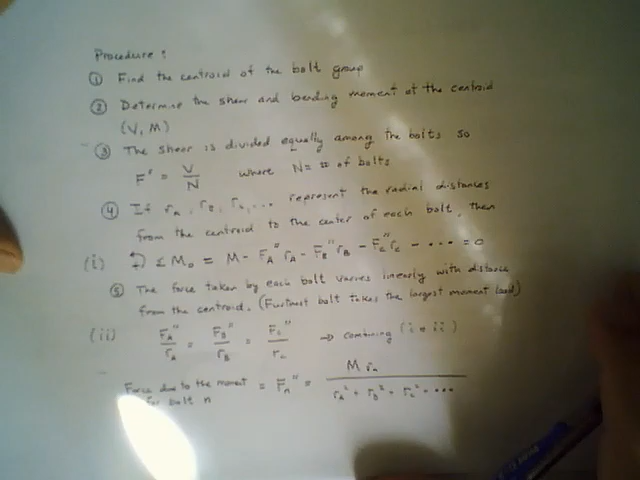 Procedure:
① Find the centroid of the bolt group
② Determine the shear and bending moment at the centroid
(V, M)
③ The shear is divided equally among the bolts so
F' = V/N where N = # of bolts
④ If rA, rB, rC, ... represent the radial distances
from the centroid to the center of each bolt, then
(i) ↻ Σ Mo = M - FA''rA - FB''rB - FC''rC - ... = 0
⑤ The force taken by each bolt varies linearly with distance
from the centroid. (Furthest bolt takes the largest moment load)
(ii) FA''/rA = FB''/rB = FC''/rC → combining (i & ii)
Force due to the moment = Fn'' = M rn / (rA² + rB² + rC² + ...)
for bolt n